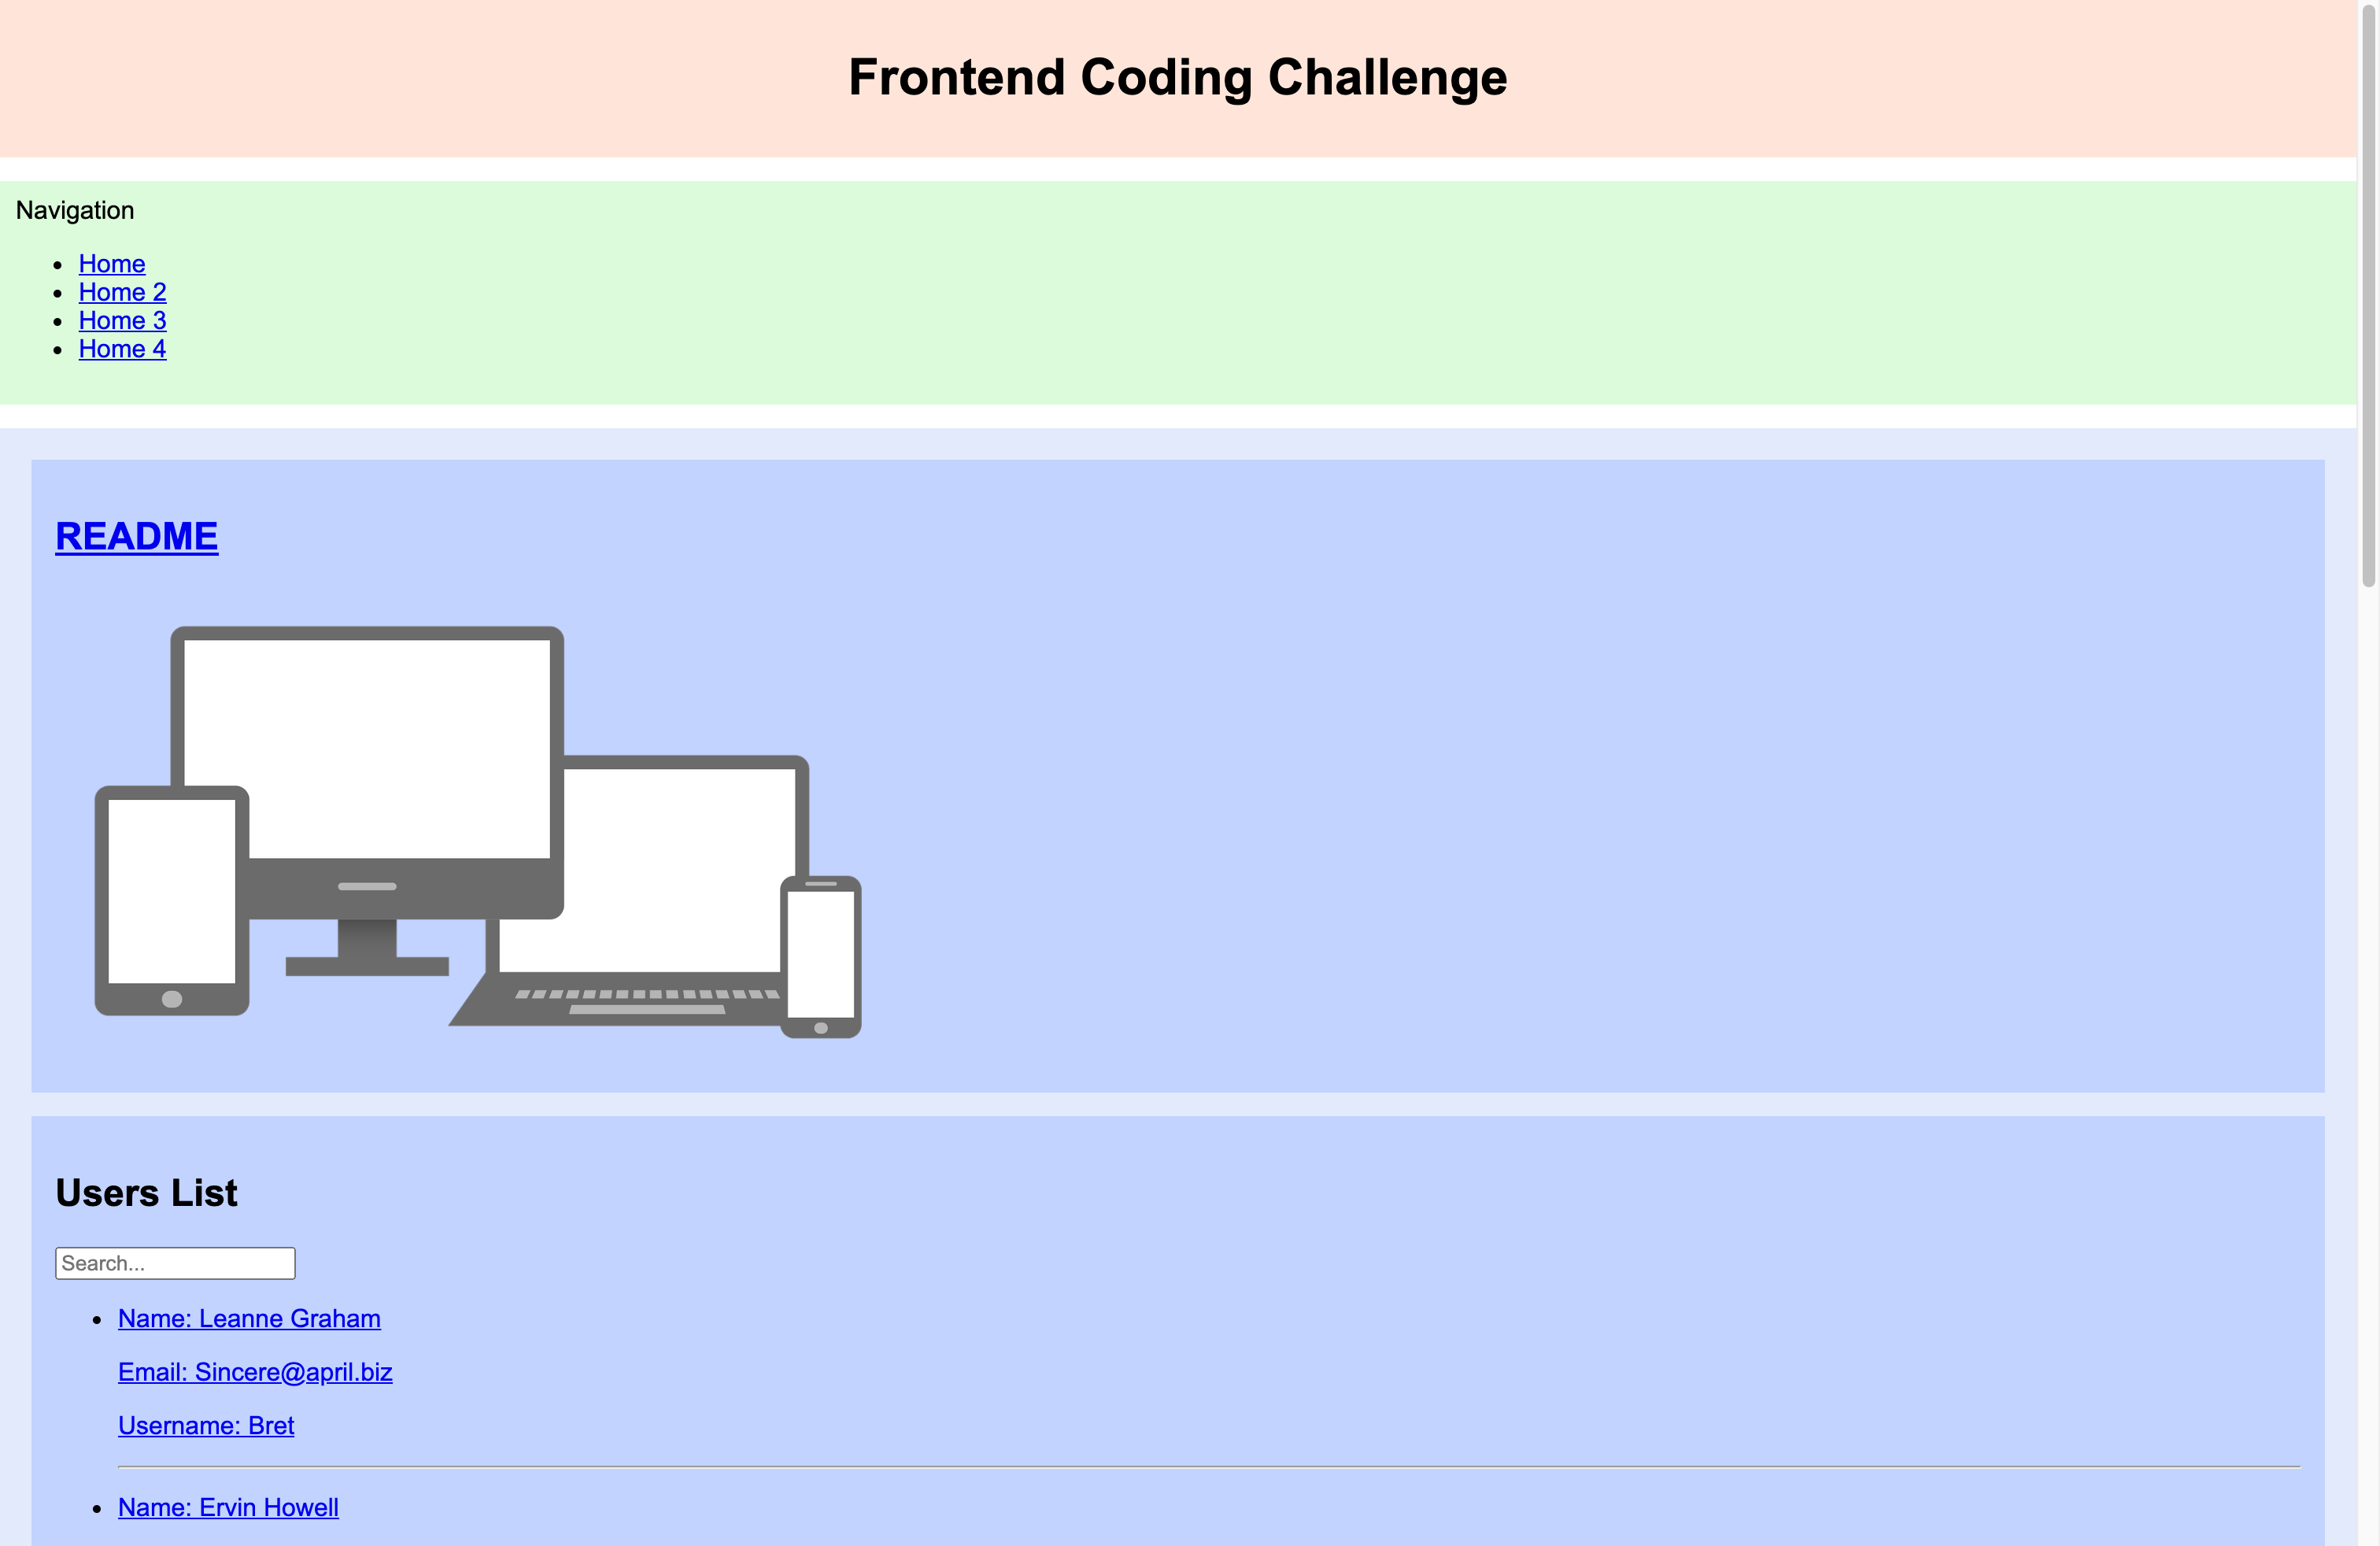 Frontend Coding Challenge
Navigation
Home
Home 2
Home 3
Home 4
README
Users List
Search...
Name: Leanne Graham
Email: Sincere@april.biz
Username: Bret
Name: Ervin Howell